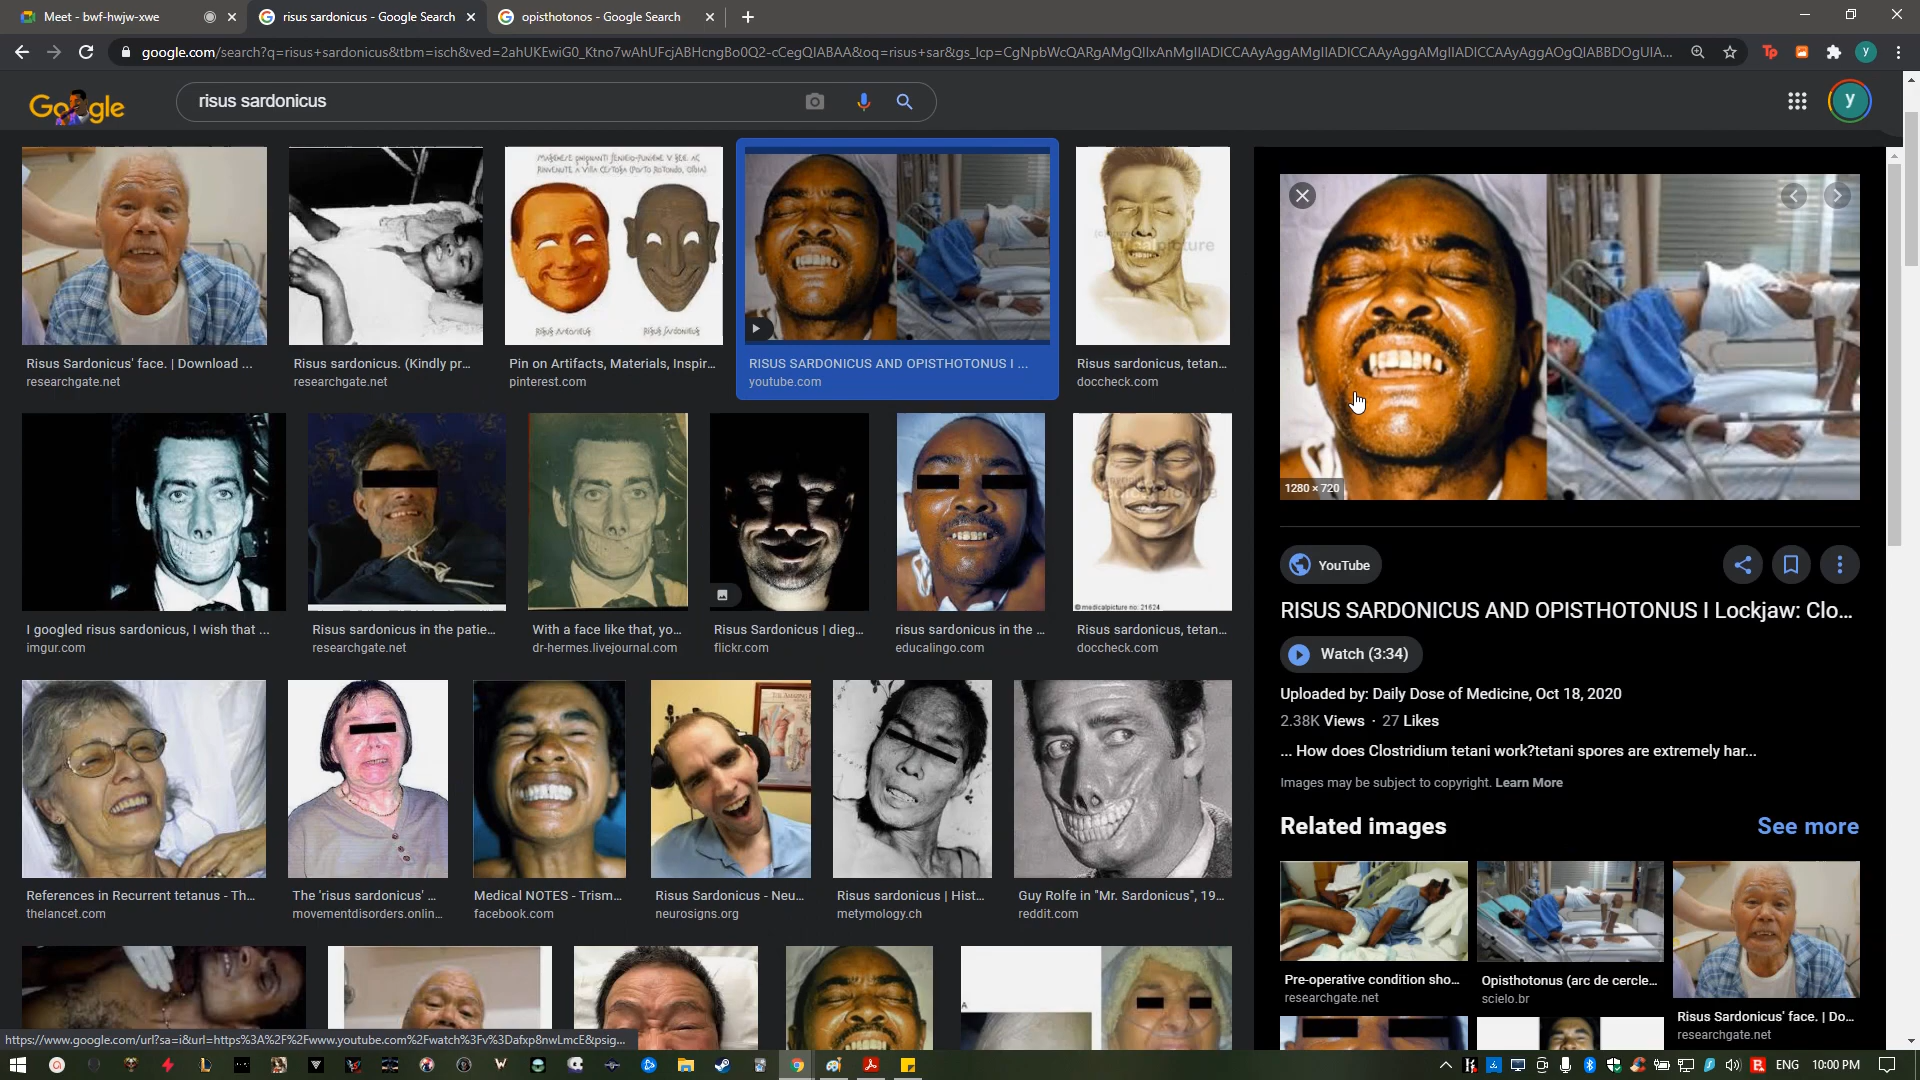 Meet - bwf-hwjw-xwe
risus sardonicus - Google Search
opisthotonos - Google Search
google.com/search?q=risus+sardonicus&tbm=isch&ved=2ahUKEwiG0_Ktno7wAhUFcjABHcngBo0Q2-cCegQIABAA&oq=risus+sar&gs_lcp=CgNpbWcQARgAMgQIIxAnMgIIADICCAAyAggAMgIIADICCAAyAggAMgIIADICCAAyAggAOgQIABBDOgUIA...
Tp
y
Google
risus sardonicus
y
Risus Sardonicus' face. | Download ...
researchgate.net
Risus sardonicus. (Kindly pr...
researchgate.net
Pin on Artifacts, Materials, Inspir...
pinterest.com
RISUS SARDONICUS AND OPISTHOTONUS I ...
youtube.com
Risus sardonicus, tetan...
doccheck.com
I googled risus sardonicus, I wish that ...
imgur.com
Risus sardonicus in the patie...
researchgate.net
With a face like that, yo...
dr-hermes.livejournal.com
Risus Sardonicus | dieg...
flickr.com
risus sardonicus in the ...
educalingo.com
© medicalpicture no: 21624
Risus sardonicus, tetan...
doccheck.com
References in Recurrent tetanus - Th...
thelancet.com
The 'risus sardonicus' ...
movementdisorders.onlin...
Medical NOTES - Trism...
facebook.com
Risus Sardonicus - Neu...
neurosigns.org
Risus sardonicus | Hist...
metymology.ch
Guy Rolfe in "Mr. Sardonicus", 19...
reddit.com
A
1280 × 720
YouTube
RISUS SARDONICUS AND OPISTHOTONUS I Lockjaw: Clo...
Watch (3:34)
Uploaded by: Daily Dose of Medicine, Oct 18, 2020
2.38K Views · 27 Likes
... How does Clostridium tetani work?tetani spores are extremely har...
Images may be subject to copyright. Learn More
Related images
See more
Pre-operative condition sho...
researchgate.net
Opisthotonus (arc de cercle...
scielo.br
Risus Sardonicus' face. | Do...
researchgate.net
https://www.google.com/url?sa=i&url=https%3A%2F%2Fwww.youtube.com%2Fwatch%3Fv%3Dafxp8nwLmcE&psig...
ENG
10:00 PM